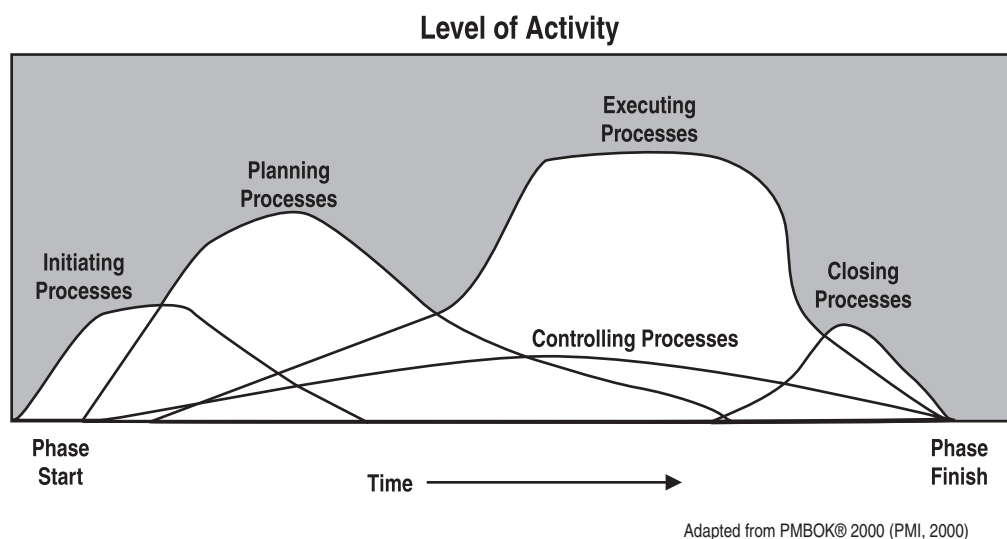 Level of Activity
Executing
Processes
Planning
Processes
Initiating
Processes
Closing
Processes
Controlling Processes
Phase
Start
Phase
Finish
Time
Adapted from PMBOK® 2000 (PMI, 2000)